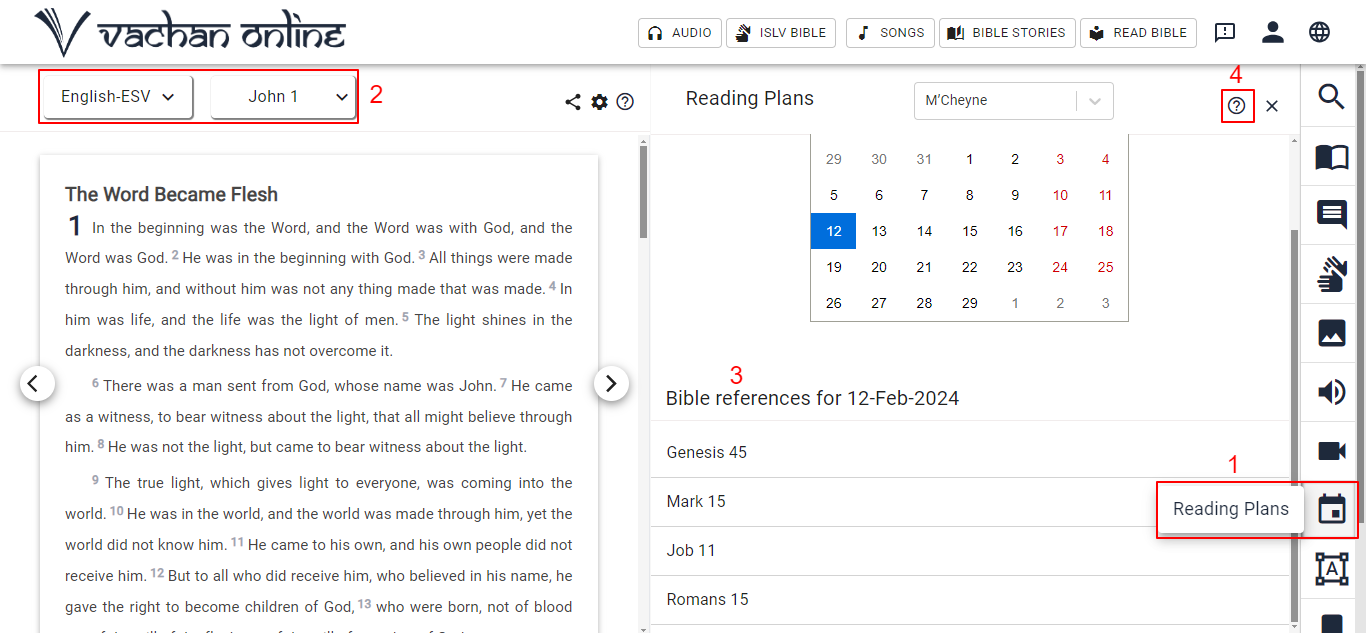 vachan online
AUDIO
ISLV BIBLE
SONGS
BIBLE STORIES
READ BIBLE
English-ESV
John 1
2
The Word Became Flesh
1 In the beginning was the Word, and the Word was with God, and the
Word was God. 2 He was in the beginning with God. 3 All things were made
through him, and without him was not any thing made that was made. 4 In
him was life, and the life was the light of men. 5 The light shines in the
darkness, and the darkness has not overcome it.
6 There was a man sent from God, whose name was John. 7 He came
as a witness, to bear witness about the light, that all might believe through
him. 8 He was not the light, but came to bear witness about the light.
9 The true light, which gives light to everyone, was coming into the
world. 10 He was in the world, and the world was made through him, yet the
world did not know him. 11 He came to his own, and his own people did not
receive him. 12 But to all who did receive him, who believed in his name, he
gave the right to become children of God, 13 who were born, not of blood
Reading Plans
M'Cheyne
4
29 30 31 1 2 3 4
5 6 7 8 9 10 11
12 13 14 15 16 17 18
19 20 21 22 23 24 25
26 27 28 29 1 2 3
3
Bible references for 12-Feb-2024
Genesis 45
Mark 15
Job 11
Romans 15
1
Reading Plans
A